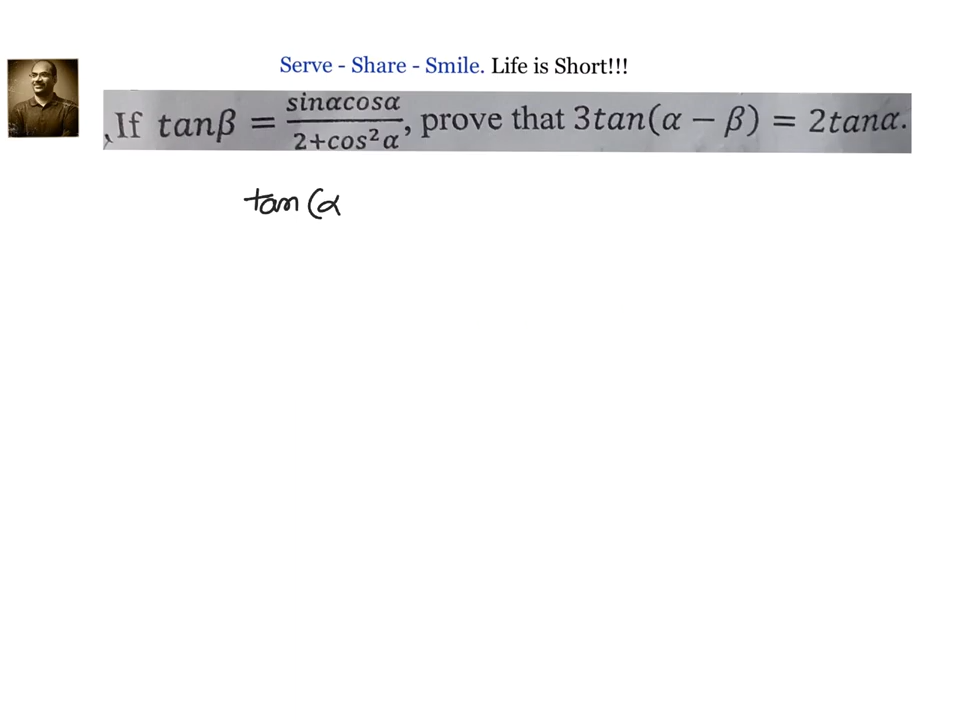 Serve - Share - Smile. Life is Short!!!
If tanβ = sinαcosα / 2+cos²α, prove that 3tan(α − β) = 2tanα.
tan (α